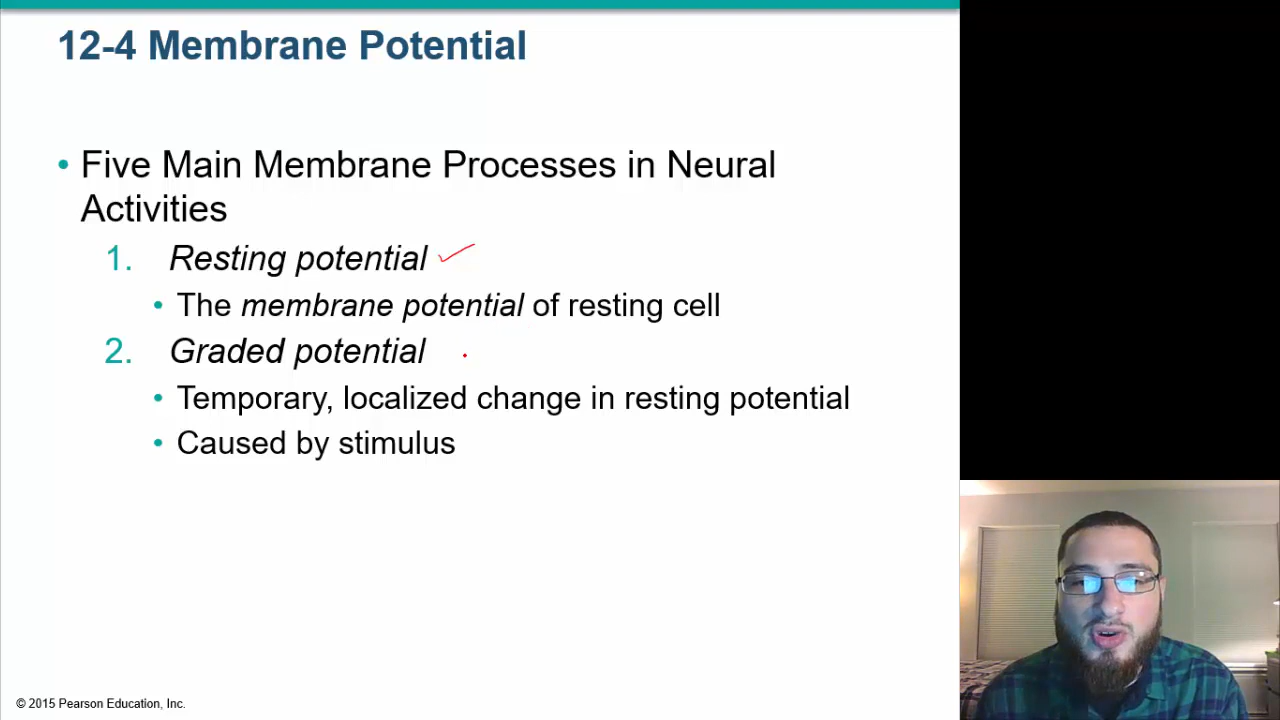 12-4 Membrane Potential
• Five Main Membrane Processes in Neural
Activities
1. Resting potential
• The membrane potential of resting cell
2. Graded potential
• Temporary, localized change in resting potential
• Caused by stimulus
© 2015 Pearson Education, Inc.